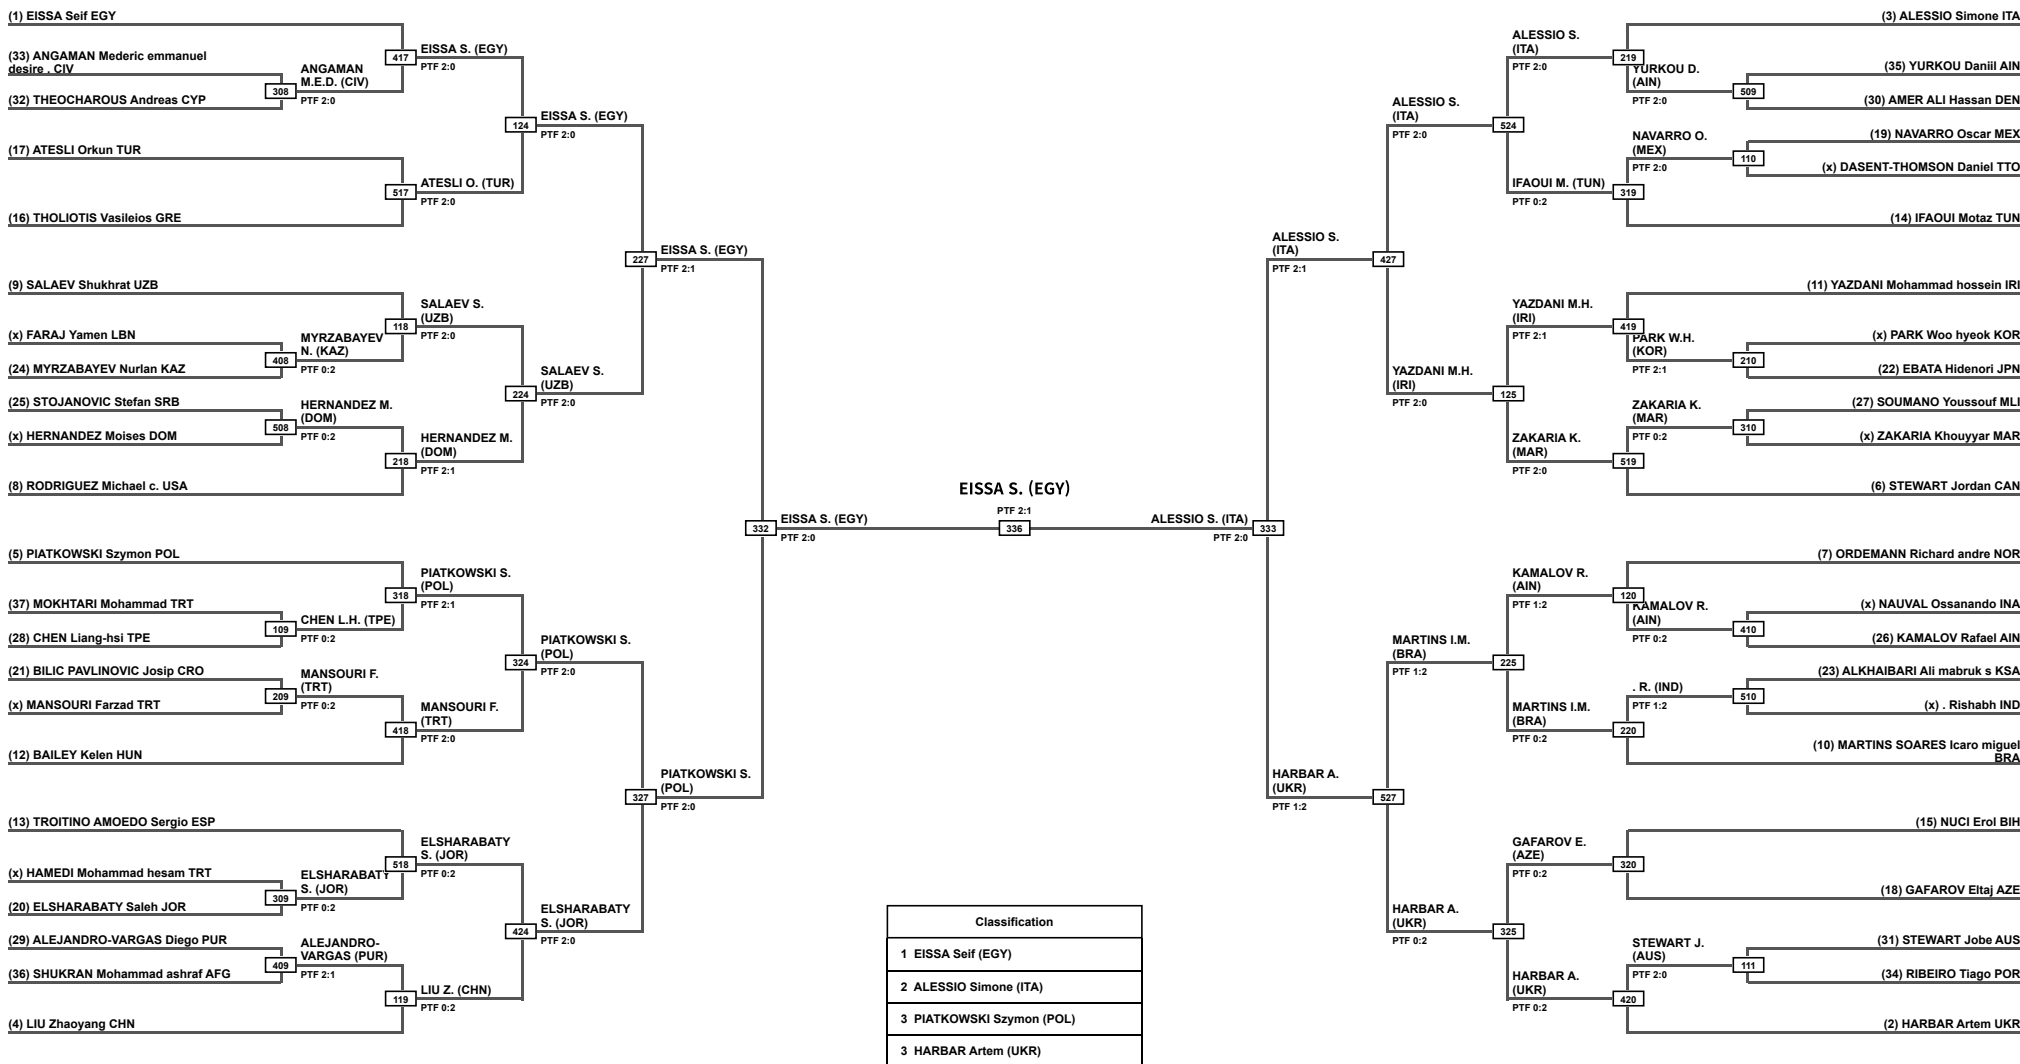 (1) EISSA Seif EGY
(33) ANGAMAN Mederic emmanuel
desire . CIV
(32) THEOCHAROUS Andreas CYP
(17) ATESLI Orkun TUR
(16) THOLIOTIS Vasileios GRE
(9) SALAEV Shukhrat UZB
(x) FARAJ Yamen LBN
(24) MYRZABAYEV Nurlan KAZ
(25) STOJANOVIC Stefan SRB
(x) HERNANDEZ Moises DOM
(8) RODRIGUEZ Michael c. USA
(5) PIATKOWSKI Szymon POL
(37) MOKHTARI Mohammad TRT
(28) CHEN Liang-hsi TPE
(21) BILIC PAVLINOVIC Josip CRO
(x) MANSOURI Farzad TRT
(12) BAILEY Kelen HUN
(13) TROITINO AMOEDO Sergio ESP
(x) HAMEDI Mohammad hesam TRT
(20) ELSHARABATY Saleh JOR
(29) ALEJANDRO-VARGAS Diego PUR
(36) SHUKRAN Mohammad ashraf AFG
(4) LIU Zhaoyang CHN
308
ANGAMAN
M.E.D. (CIV)
PTF 2:0
408
MYRZABAYEV
N. (KAZ)
PTF 0:2
508
HERNANDEZ M.
(DOM)
PTF 0:2
109
CHEN L.H. (TPE)
PTF 0:2
209
MANSOURI F.
(TRT)
PTF 0:2
309
ELSHARABATY
S. (JOR)
PTF 0:2
409
ALEJANDRO-
VARGAS (PUR)
PTF 2:1
417
EISSA S. (EGY)
PTF 2:0
517
ATESLI O. (TUR)
PTF 2:0
118
SALAEV S.
(UZB)
PTF 2:0
218
HERNANDEZ M.
(DOM)
PTF 2:1
318
PIATKOWSKI S.
(POL)
PTF 2:1
418
MANSOURI F.
(TRT)
PTF 2:0
518
ELSHARABATY
S. (JOR)
PTF 0:2
119
LIU Z. (CHN)
PTF 0:2
124
EISSA S. (EGY)
PTF 2:0
224
SALAEV S.
(UZB)
PTF 2:0
324
PIATKOWSKI S.
(POL)
PTF 2:0
424
ELSHARABATY
S. (JOR)
PTF 2:0
227
EISSA S. (EGY)
PTF 2:1
327
PIATKOWSKI S.
(POL)
PTF 2:0
332
EISSA S. (EGY)
PTF 2:0
EISSA S. (EGY)
PTF 2:1
336
ALESSIO S. (ITA)
PTF 2:0
333
ALESSIO S.
(ITA)
PTF 2:1
427
HARBAR A.
(UKR)
PTF 1:2
527
ALESSIO S.
(ITA)
PTF 2:0
524
YAZDANI M.H.
(IRI)
PTF 2:0
125
MARTINS I.M.
(BRA)
PTF 1:2
225
HARBAR A.
(UKR)
PTF 0:2
325
ALESSIO S.
(ITA)
PTF 2:0
219
IFAOUI M. (TUN)
PTF 0:2
319
YAZDANI M.H.
(IRI)
PTF 2:1
419
ZAKARIA K.
(MAR)
PTF 2:0
519
KAMALOV R.
(AIN)
PTF 1:2
120
MARTINS I.M.
(BRA)
PTF 0:2
220
GAFAROV E.
(AZE)
PTF 0:2
320
HARBAR A.
(UKR)
PTF 0:2
420
YURKOU D.
(AIN)
PTF 2:0
509
NAVARRO O.
(MEX)
PTF 2:0
110
PARK W.H.
(KOR)
PTF 2:1
210
ZAKARIA K.
(MAR)
PTF 0:2
310
KAMALOV R.
(AIN)
PTF 0:2
410
. R. (IND)
PTF 1:2
510
STEWART J.
(AUS)
PTF 2:0
111
(3) ALESSIO Simone ITA
(35) YURKOU Daniil AIN
(30) AMER ALI Hassan DEN
(19) NAVARRO Oscar MEX
(x) DASENT-THOMSON Daniel TTO
(14) IFAOUI Motaz TUN
(11) YAZDANI Mohammad hossein IRI
(x) PARK Woo hyeok KOR
(22) EBATA Hidenori JPN
(27) SOUMANO Youssouf MLI
(x) ZAKARIA Khouyyar MAR
(6) STEWART Jordan CAN
(7) ORDEMANN Richard andre NOR
(x) NAUVAL Ossanando INA
(26) KAMALOV Rafael AIN
(23) ALKHAIBARI Ali mabruk s KSA
(x) . Rishabh IND
(10) MARTINS SOARES Icaro miguel
BRA
(15) NUCI Erol BIH
(18) GAFAROV Eltaj AZE
(31) STEWART Jobe AUS
(34) RIBEIRO Tiago POR
(2) HARBAR Artem UKR
Classification
1 EISSA Seif (EGY)
2 ALESSIO Simone (ITA)
3 PIATKOWSKI Szymon (POL)
3 HARBAR Artem (UKR)